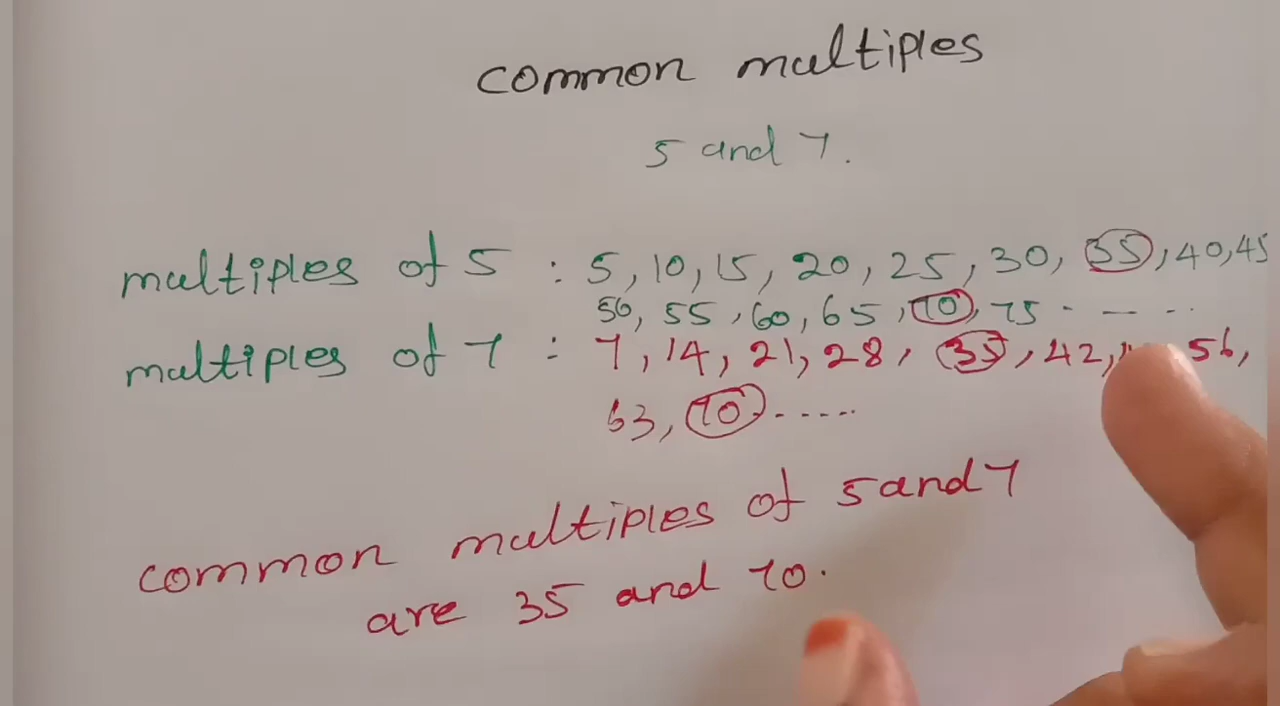 common multiples
5 and 7.
multiples of 5 : 5, 10, 15, 20, 25, 30, 35, 40, 45
50, 55, 60, 65, 70, 75 - - - ..
multiples of 7 : 7, 14, 21, 28, 35, 42, 56,
63, 70 ......
common multiples of 5 and 7
are 35 and 70.